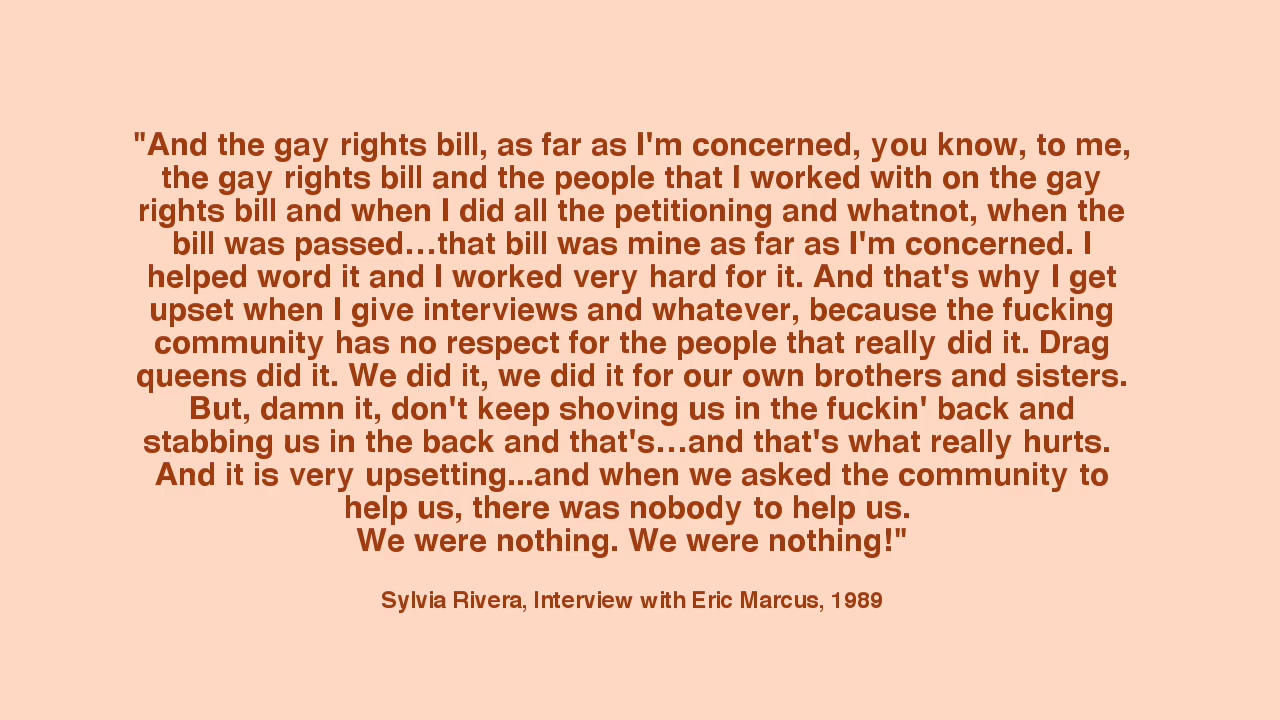 "And the gay rights bill, as far as I'm concerned, you know, to me,
the gay rights bill and the people that I worked with on the gay
rights bill and when I did all the petitioning and whatnot, when the
bill was passed…that bill was mine as far as I'm concerned. I
helped word it and I worked very hard for it. And that's why I get
upset when I give interviews and whatever, because the fucking
community has no respect for the people that really did it. Drag
queens did it. We did it, we did it for our own brothers and sisters.
But, damn it, don't keep shoving us in the fuckin' back and
stabbing us in the back and that's…and that's what really hurts.
And it is very upsetting...and when we asked the community to
help us, there was nobody to help us.
We were nothing. We were nothing!"
Sylvia Rivera, Interview with Eric Marcus, 1989